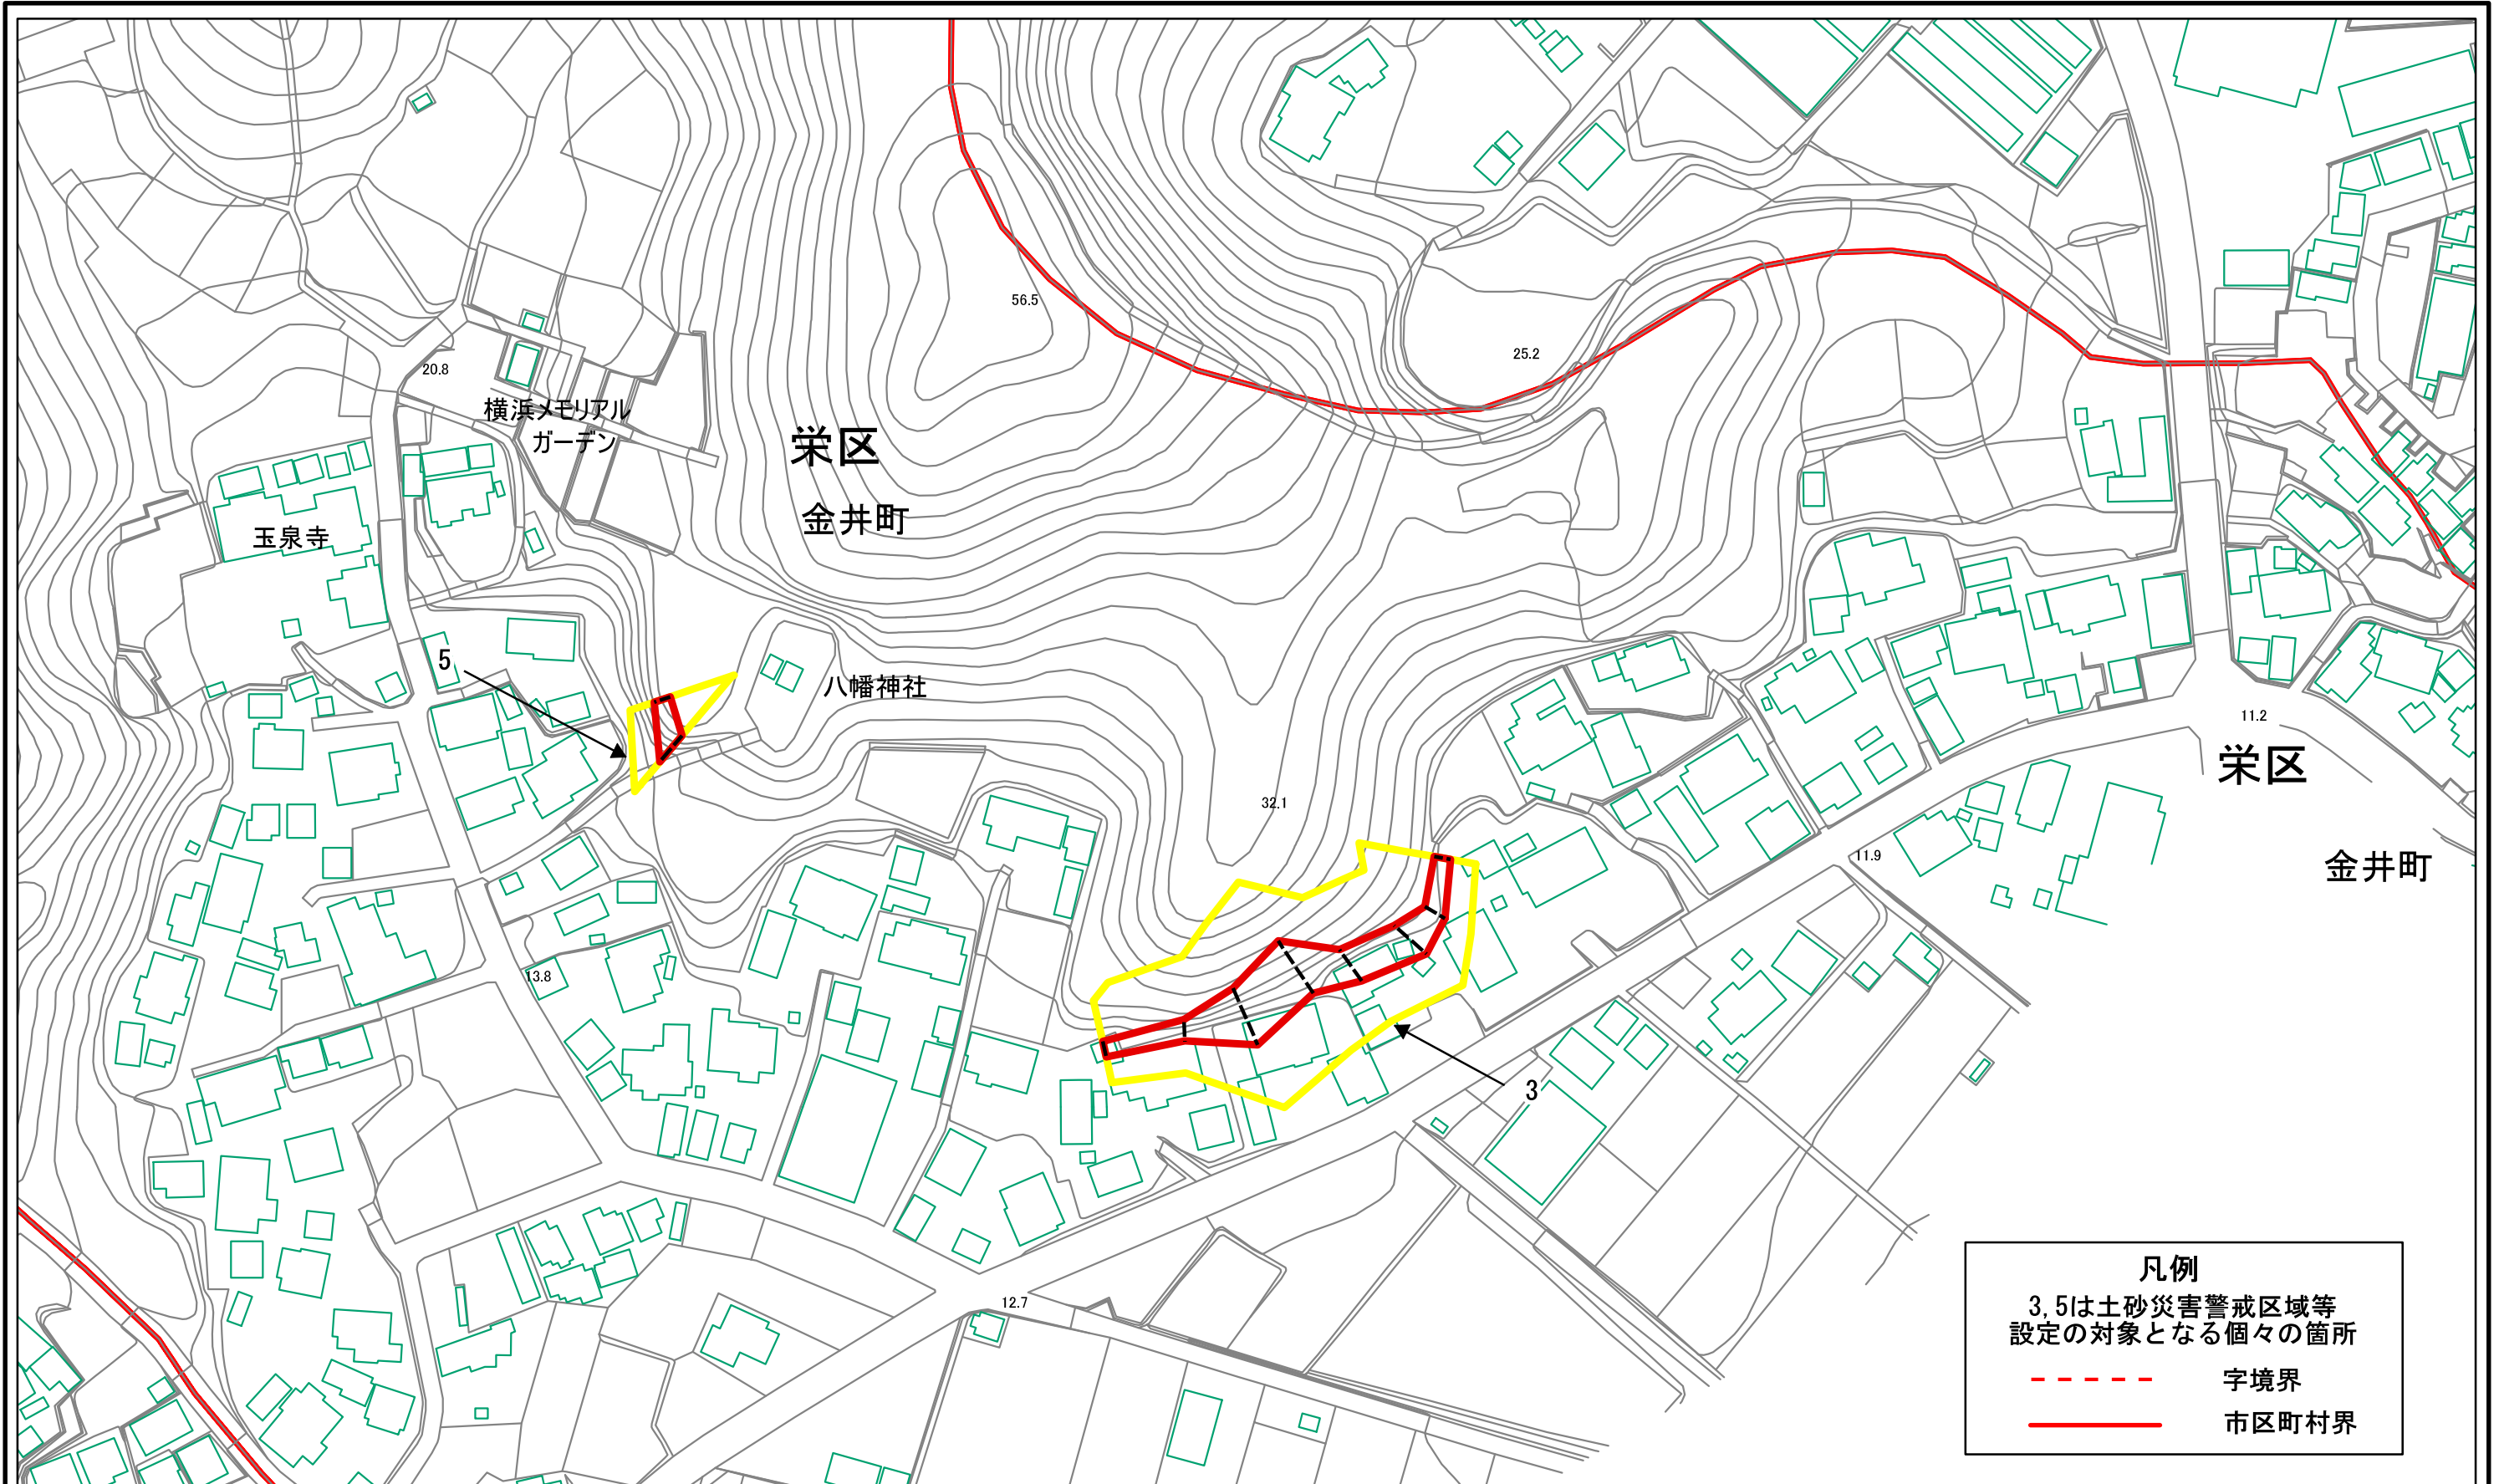 56.5
25.2
20.8
横浜メモリアル
ガーデン
栄区
金井町
玉泉寺
5
八幡神社
11.2
栄区
32.1
11.9
金井町
13.8
3
12.7
凡例
3,5は土砂災害警戒区域等
設定の対象となる個々の箇所
字境界
市区町村界